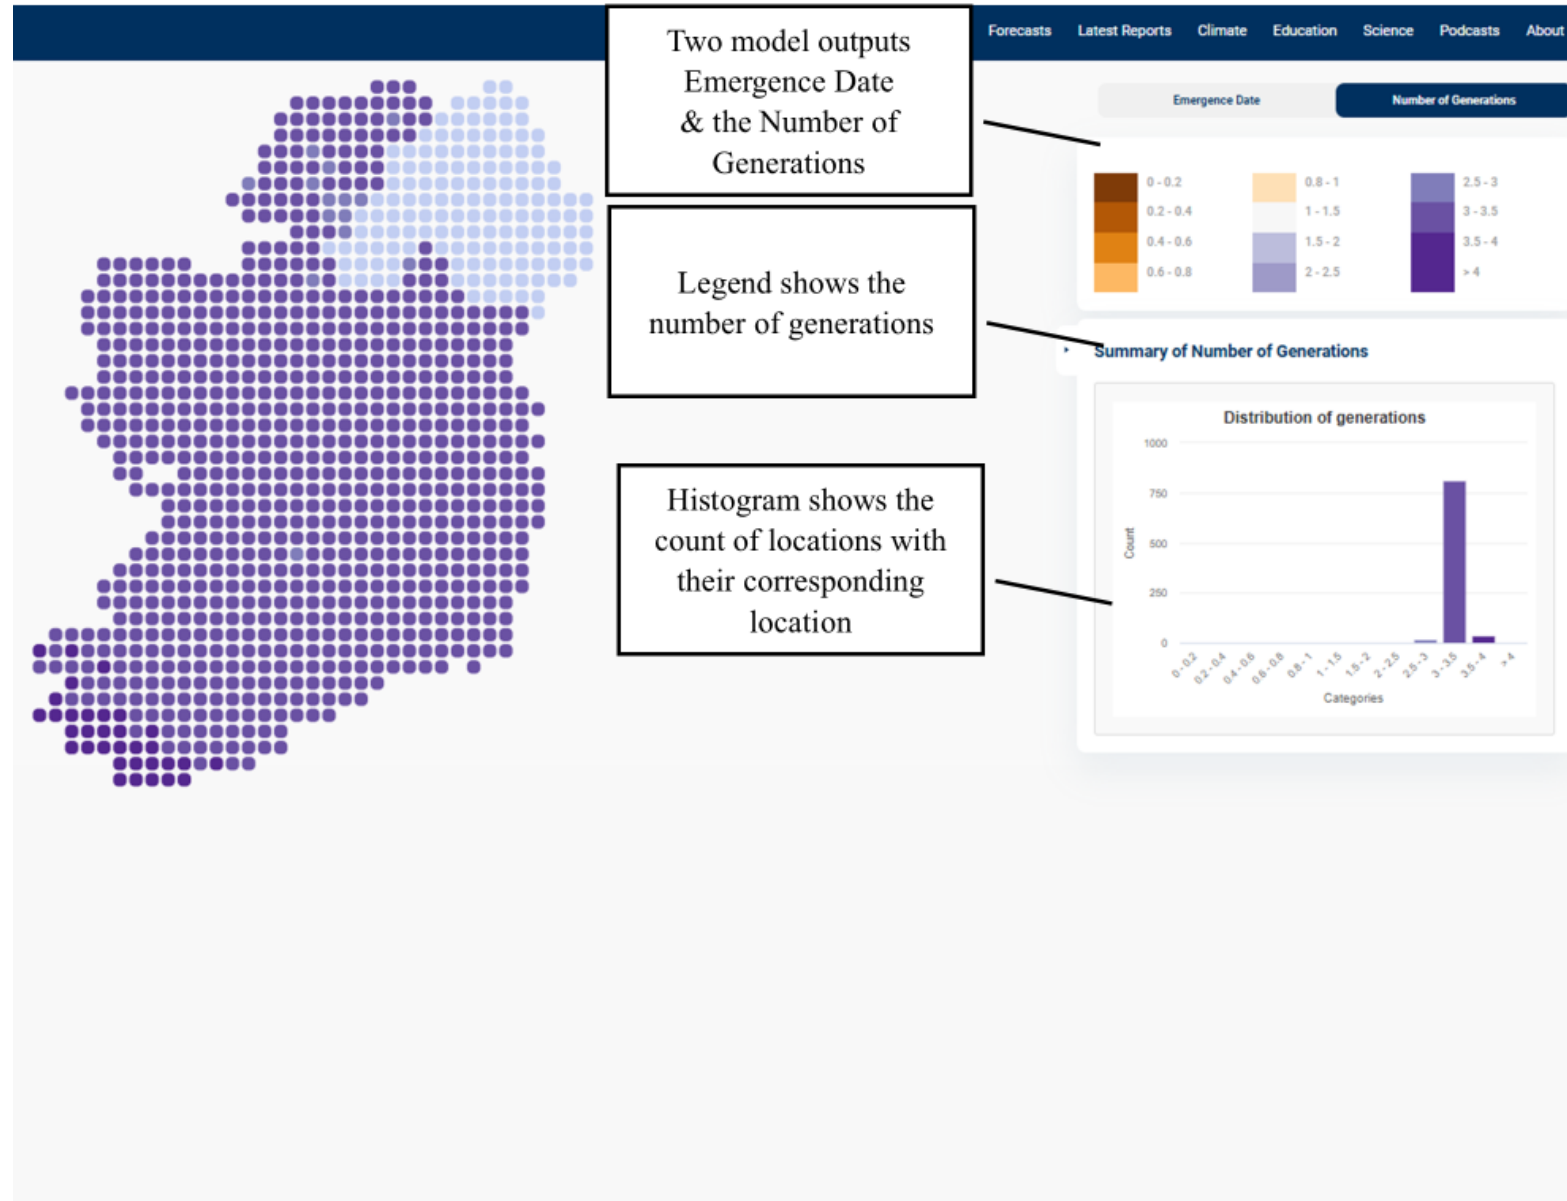 Forecasts Latest Reports Climate Education Science Podcasts About
Two model outputs
Emergence Date
& the Number of
Generations
Emergence Date
Number of Generations
0 - 0.2
0.2 - 0.4
0.4 - 0.6
0.6 - 0.8
0.8 - 1
1 - 1.5
1.5 - 2
2 - 2.5
2.5 - 3
3 - 3.5
3.5 - 4
> 4
Legend shows the
number of generations
Summary of Number of Generations
Distribution of generations
Histogram shows the
count of locations with
their corresponding
location
Count
1000
750
500
250
0
0 - 0.2
0.2 - 0.4
0.4 - 0.6
0.6 - 0.8
0.8 - 1
1 - 1.5
1.5 - 2
2 - 2.5
2.5 - 3
3 - 3.5
3.5 - 4
> 4
Categories